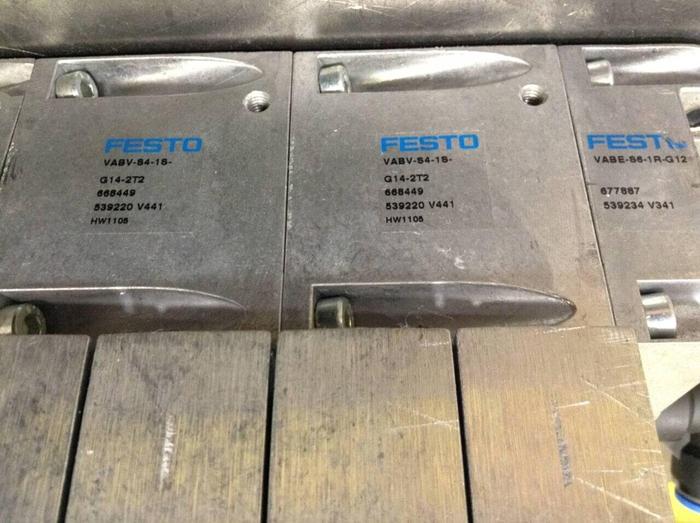 FESTO
VABV-S4-1S-
G14-2T2
668449
539220 V441
HW1105
FESTO
VABV-S4-1S-
G14-2T2
668449
539220 V441
HW1105
FESTO
VABE-S6-1R-G12
677887
539234 V341